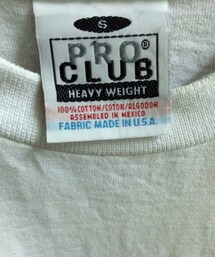 S
PRO®
CLUB
HEAVY WEIGHT
100% COTTON/COTON/ALGODON
ASSEMBLED IN MEXICO
FABRIC MADE IN U.S.A.